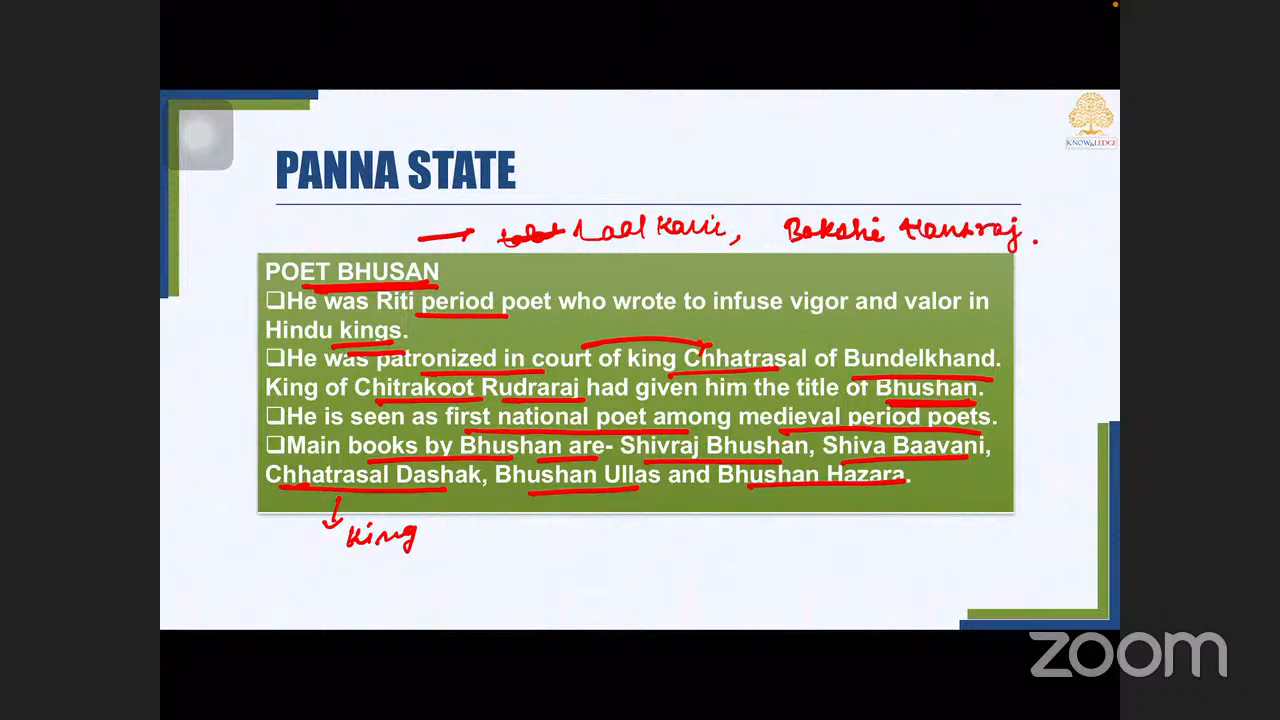 KNOW&LEDGE
PANNA STATE
Laal Kavi, Bakshi Hansraj.
POET BHUSAN
❑He was Riti period poet who wrote to infuse vigor and valor in
Hindu kings.
❑He was patronized in court of king Chhatrasal of Bundelkhand.
King of Chitrakoot Rudraraj had given him the title of Bhushan.
❑He is seen as first national poet among medieval period poets.
❑Main books by Bhushan are- Shivraj Bhushan, Shiva Baavani,
Chhatrasal Dashak, Bhushan Ullas and Bhushan Hazara.
King
zoom